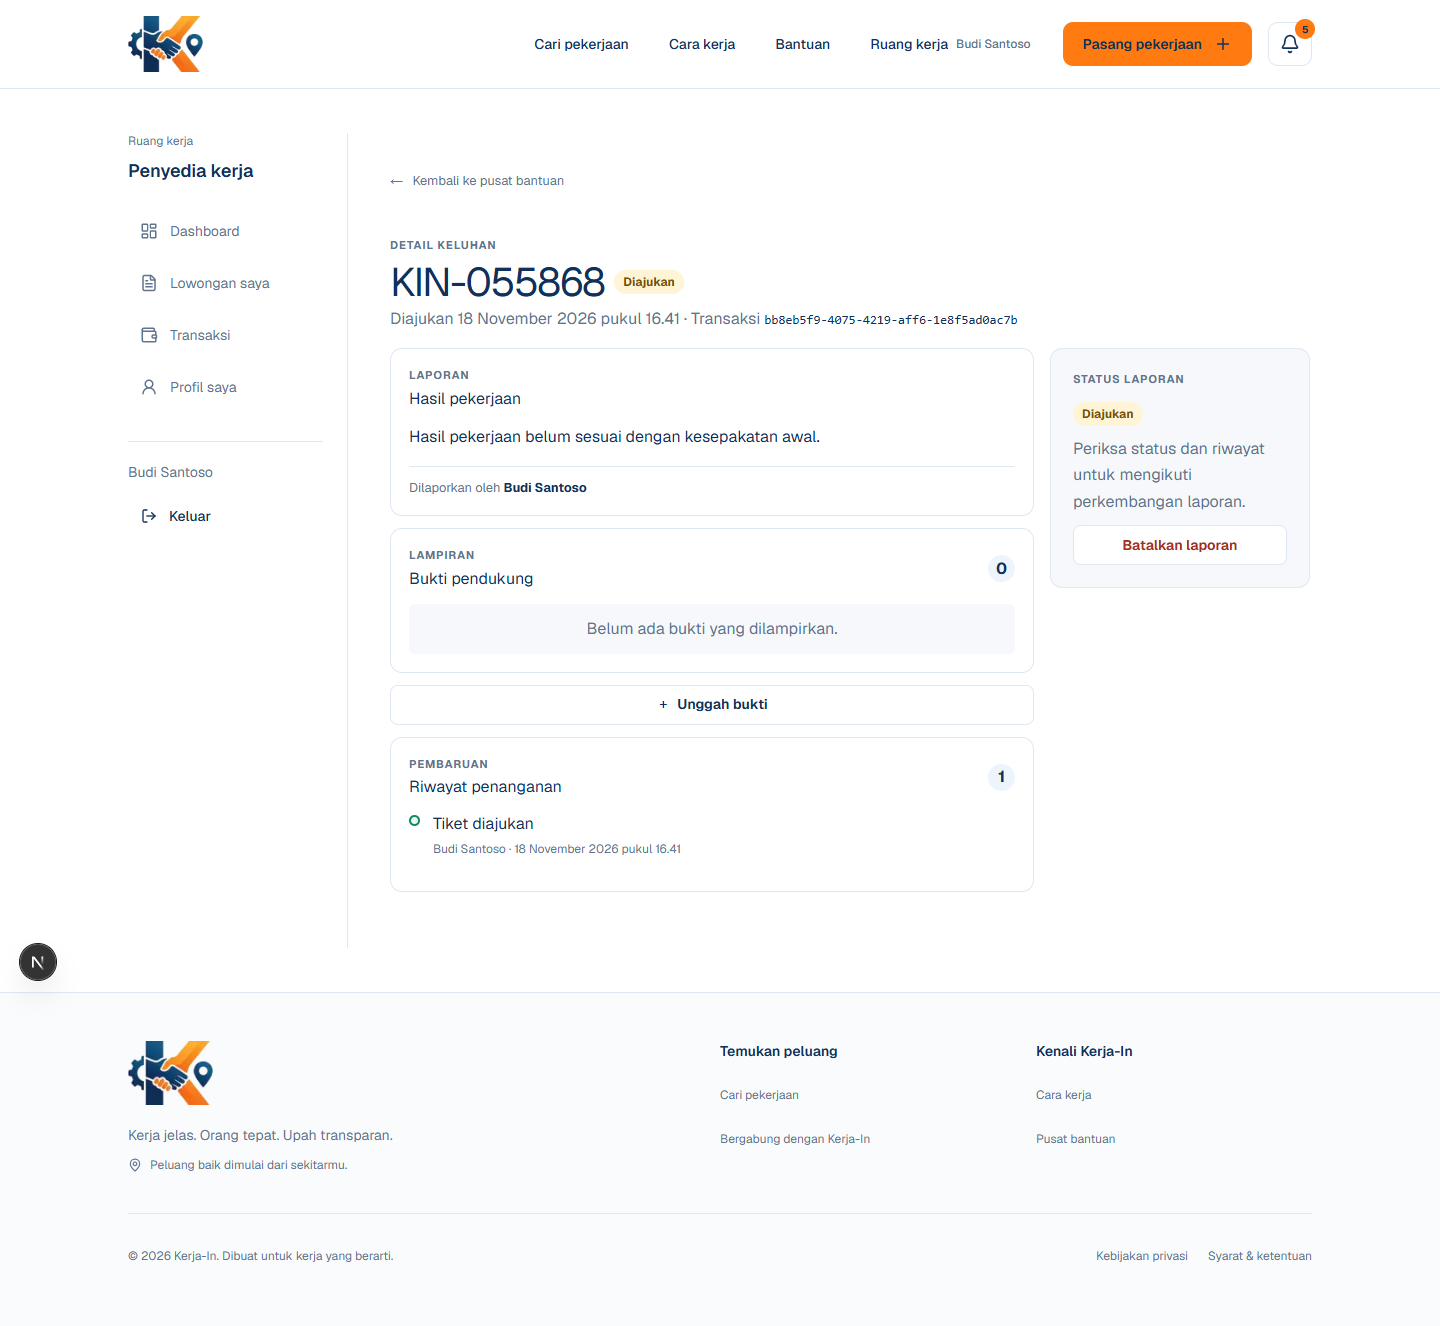 Cari pekerjaan
Cara kerja
Bantuan
Ruang kerja Budi Santoso
Pasang pekerjaan +
5
Ruang kerja
Penyedia kerja
Dashboard
Lowongan saya
Transaksi
Profil saya
Budi Santoso
Keluar
← Kembali ke pusat bantuan
DETAIL KELUHAN
KIN-055868 Diajukan
Diajukan 18 November 2026 pukul 16.41 · Transaksi bb8eb5f9-4075-4219-aff6-1e8f5ad0ac7b
LAPORAN
Hasil pekerjaan
Hasil pekerjaan belum sesuai dengan kesepakatan awal.
Dilaporkan oleh Budi Santoso
LAMPIRAN
Bukti pendukung
0
Belum ada bukti yang dilampirkan.
+ Unggah bukti
PEMBARUAN
Riwayat penanganan
1
Tiket diajukan
Budi Santoso · 18 November 2026 pukul 16.41
STATUS LAPORAN
Diajukan
Periksa status dan riwayat
untuk mengikuti
perkembangan laporan.
Batalkan laporan
N
Kerja jelas. Orang tepat. Upah transparan.
Peluang baik dimulai dari sekitarmu.
Temukan peluang
Cari pekerjaan
Bergabung dengan Kerja-In
Kenali Kerja-In
Cara kerja
Pusat bantuan
© 2026 Kerja-In. Dibuat untuk kerja yang berarti.
Kebijakan privasi
Syarat & ketentuan